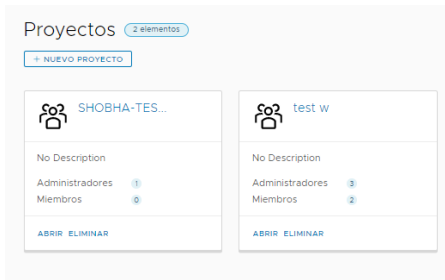 Proyectos 2 elementos
+ NUEVO PROYECTO
SHOBHA-TES...
No Description
Administradores 1
Miembros 0
ABRIR ELIMINAR
test w
No Description
Administradores 3
Miembros 2
ABRIR ELIMINAR